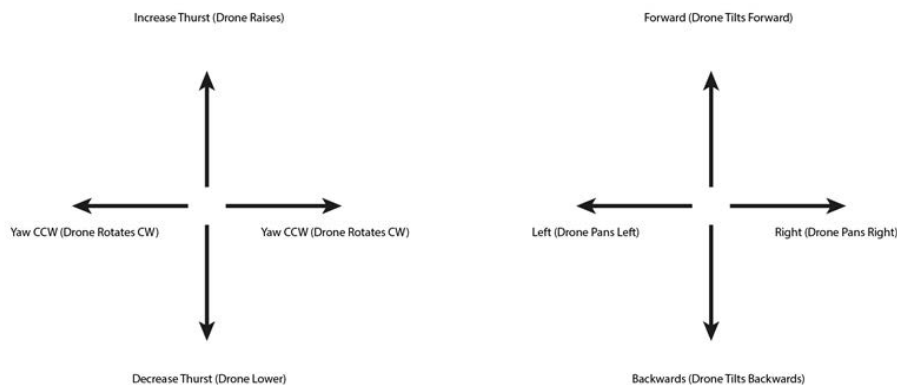 Increase Thurst (Drone Raises)
Forward (Drone Tilts Forward)
Yaw CCW (Drone Rotates CW)
Yaw CCW (Drone Rotates CW)
Left (Drone Pans Left)
Right (Drone Pans Right)
Decrease Thurst (Drone Lower)
Backwards (Drone Tilts Backwards)